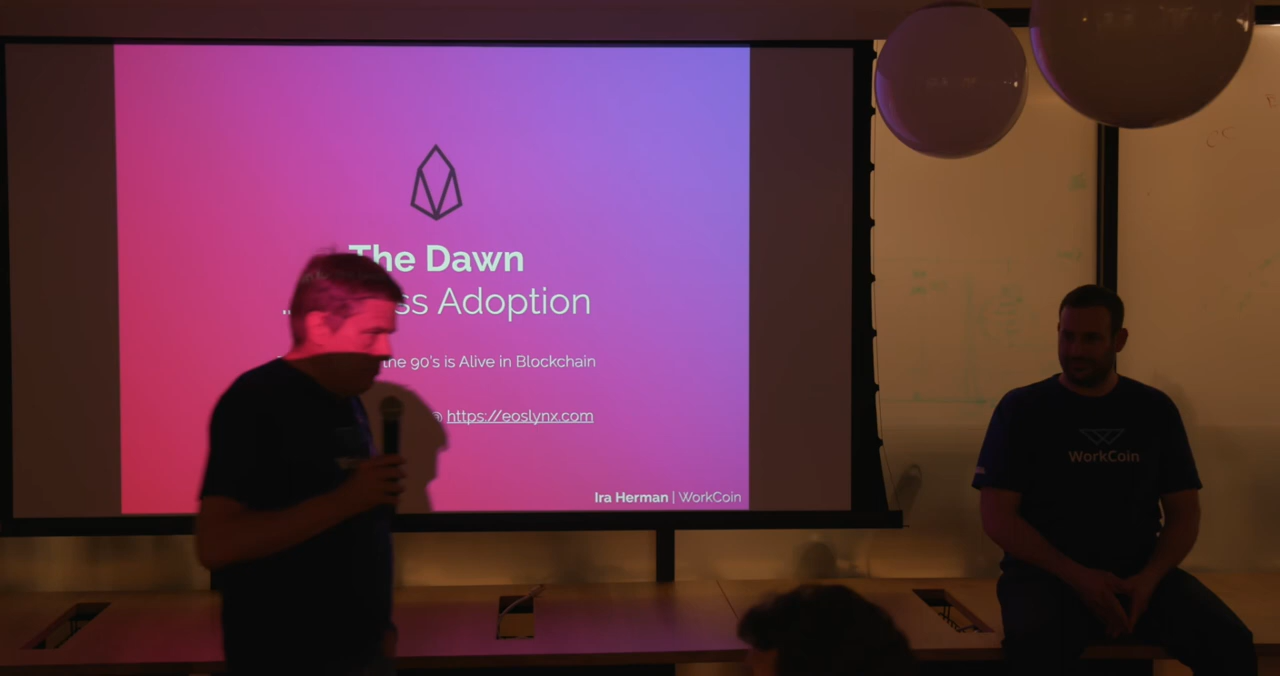 The Dawn
ss Adoption
the 90's is Alive in Blockchain
@ https://eoslynx.com
Ira Herman | WorkCoin
WorkCoin